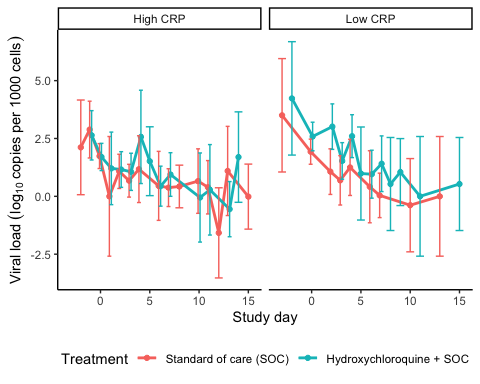 High CRP
Low CRP
Viral load (log₁₀ copies per 1000 cells)
5.0
2.5
0.0
-2.5
0 5 10 15
0 5 10 15
Study day
Treatment Standard of care (SOC) Hydroxychloroquine + SOC